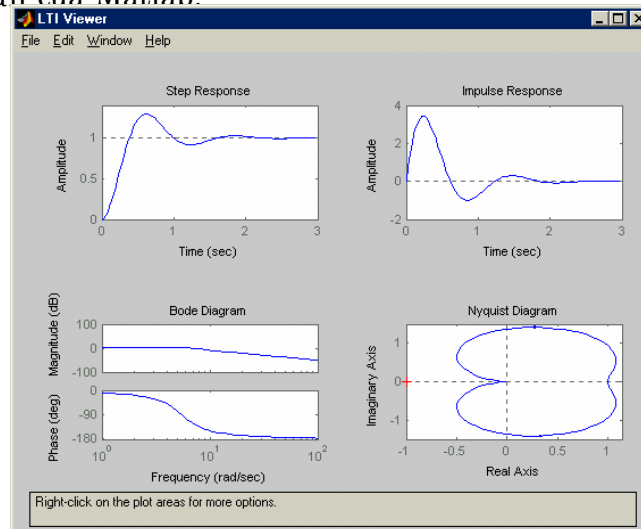 của Matlab.
LTI Viewer
File Edit Window Help
Step Response
Amplitude
1
0.5
0
0 1 2 3
Time (sec)
Impulse Response
Amplitude
4
2
0
-2
0 1 2 3
Time (sec)
Bode Diagram
Magnitude (dB)
100
0
-100
Phase (deg)
0
-90
-180
10^0 10^1 10^2
Frequency (rad/sec)
Nyquist Diagram
Imaginary Axis
1
0
-1
-1 -0.5 0 0.5 1
Real Axis
Right-click on the plot areas for more options.